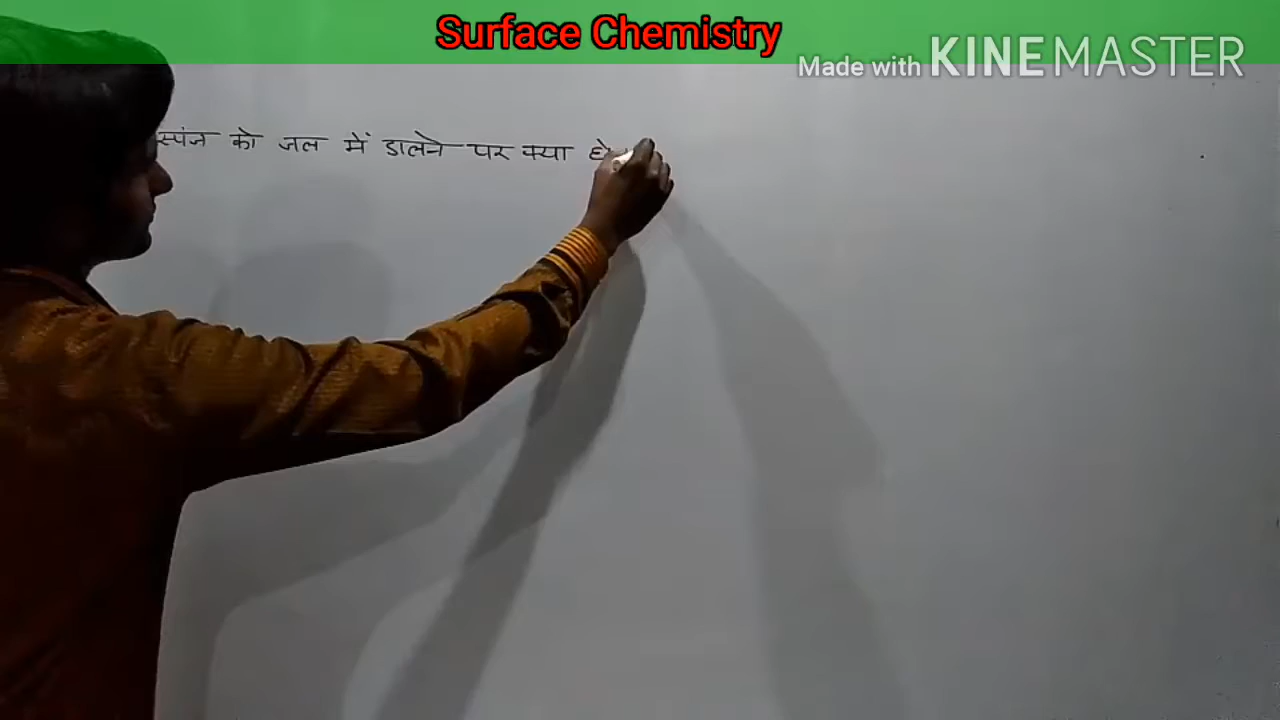 Surface Chemistry
Made with KINEMASTER
स्पंज को जल में डालने पर क्या